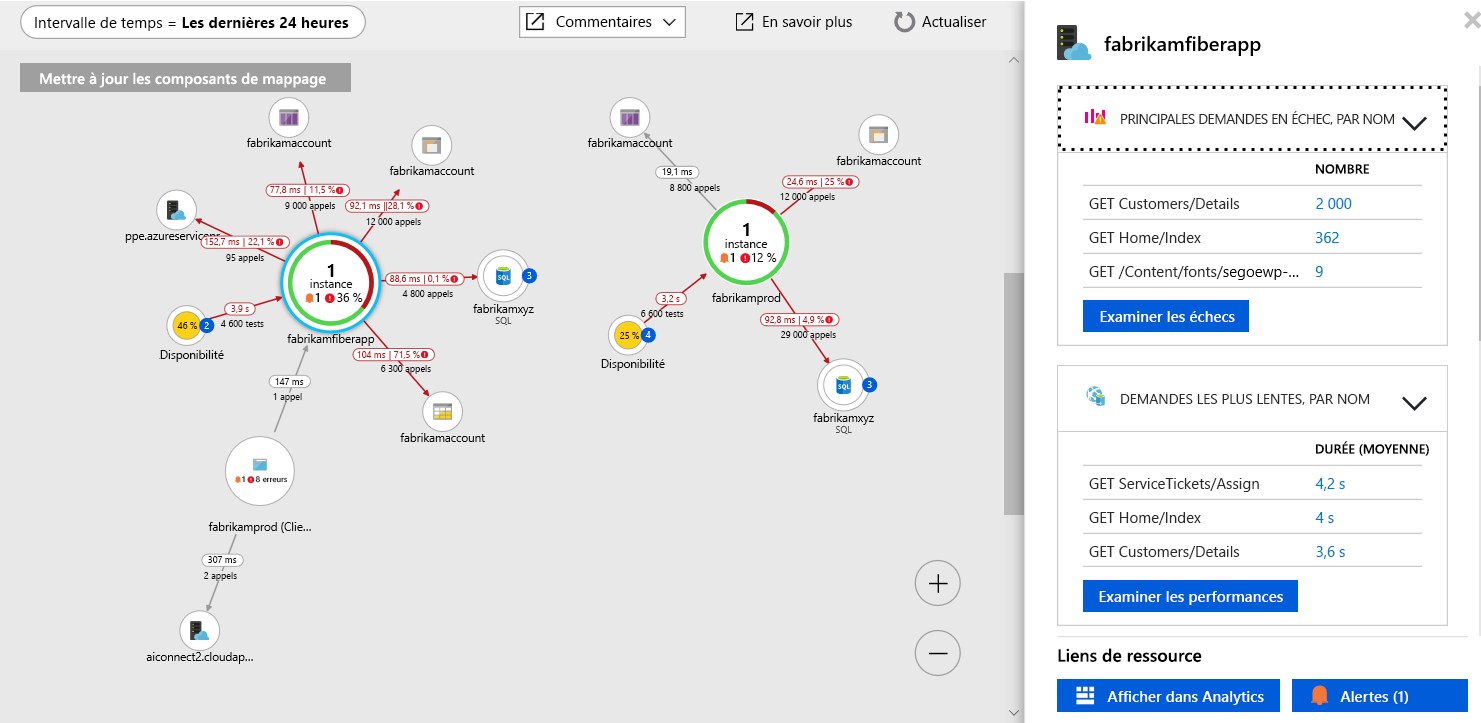 Intervalle de temps = Les dernières 24 heures
Commentaires
En savoir plus
Actualiser
Mettre à jour les composants de mappage
fabrikamaccount
fabrikamaccount
77,8 ms | 11,5 %
9 000 appels
92,1 ms ||28,1 %
12 000 appels
152,7 ms | 22,1 %
95 appels
1
instance
1 36 %
fabrikamfiberapp
88,6 ms | 0,1 %
4 800 appels
3
fabrikamxyz
SQL
46 % 2
Disponibilité
3,9 s
4 600 tests
104 ms | 71,5 %
6 300 appels
fabrikamaccount
147 ms
1 appel
1 8 erreurs
fabrikamprod (Clie...
307 ms
2 appels
aiconnect2.cloudap...
fabrikamaccount
fabrikamaccount
19,1 ms
8 800 appels
24,6 ms | 25 %
12 000 appels
1
instance
1 12 %
fabrikamprod
3,2 s
6 600 tests
25 % 4
Disponibilité
92,8 ms | 4,9 %
29 000 appels
SQL 3
fabrikamxyz
SQL
fabrikamfiberapp
PRINCIPALES DEMANDES EN ÉCHEC, PAR NOM
NOMBRE
GET Customers/Details 2 000
GET Home/Index 362
GET /Content/fonts/segoewp-... 9
Examiner les échecs
DEMANDES LES PLUS LENTES, PAR NOM
DURÉE (MOYENNE)
GET ServiceTickets/Assign 4,2 s
GET Home/Index 4 s
GET Customers/Details 3,6 s
Examiner les performances
Liens de ressource
Afficher dans Analytics
Alertes (1)